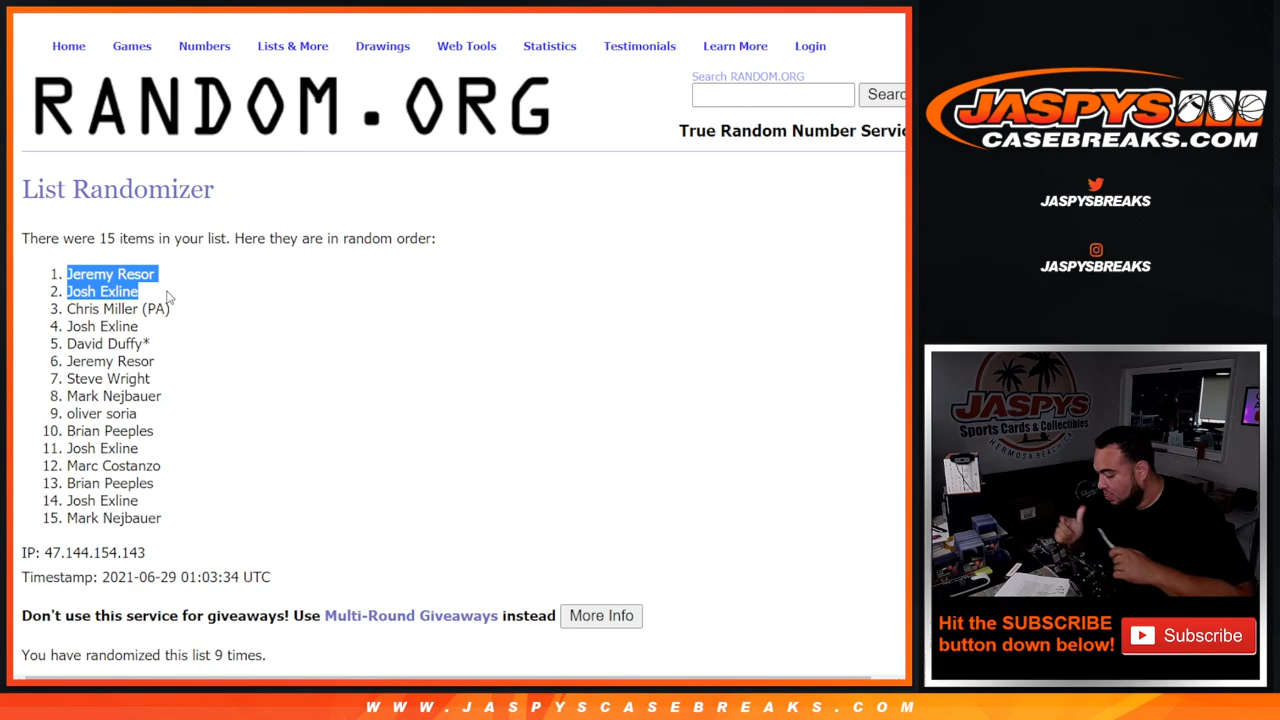 Home Games Numbers Lists & More Drawings Web Tools Statistics Testimonials Learn More Login
RANDOM.ORG
Search RANDOM.ORG
True Random Number Servic
List Randomizer
There were 15 items in your list. Here they are in random order:
1. Jeremy Resor
2. Josh Exline
3. Chris Miller (PA)
4. Josh Exline
5. David Duffy*
6. Jeremy Resor
7. Steve Wright
8. Mark Nejbauer
9. oliver soria
10. Brian Peeples
11. Josh Exline
12. Marc Costanzo
13. Brian Peeples
14. Josh Exline
15. Mark Nejbauer
IP: 47.144.154.143
Timestamp: 2021-06-29 01:03:34 UTC
Don't use this service for giveaways! Use Multi-Round Giveaways instead More Info
You have randomized this list 9 times.
JASPYS
CASEBREAKS.COM
JASPYSBREAKS
JASPYSBREAKS
JASPYS
Sports Cards & Collectibles
HERMOSA BEACH, CA
Hit the SUBSCRIBE
button down below!
Subscribe
WWW.JASPYSCASEBREAKS.COM